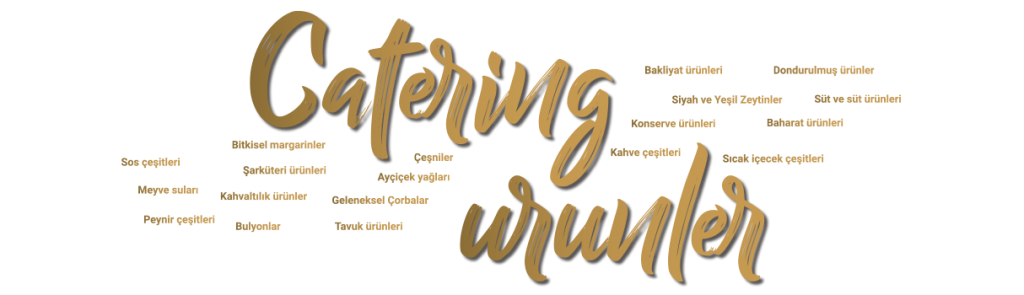 Catering
urunler
Bakliyat ürünleri
Dondurulmuş ürünler
Siyah ve Yeşil Zeytinler
Süt ve süt ürünleri
Konserve ürünleri
Baharat ürünleri
Kahve çeşitleri
Sıcak içecek çeşitleri
Bitkisel margarinler
Çeşniler
Sos çeşitleri
Şarküteri ürünleri
Ayçiçek yağları
Meyve suları
Kahvaltılık ürünler
Geleneksel Çorbalar
Peynir çeşitleri
Bulyonlar
Tavuk ürünleri